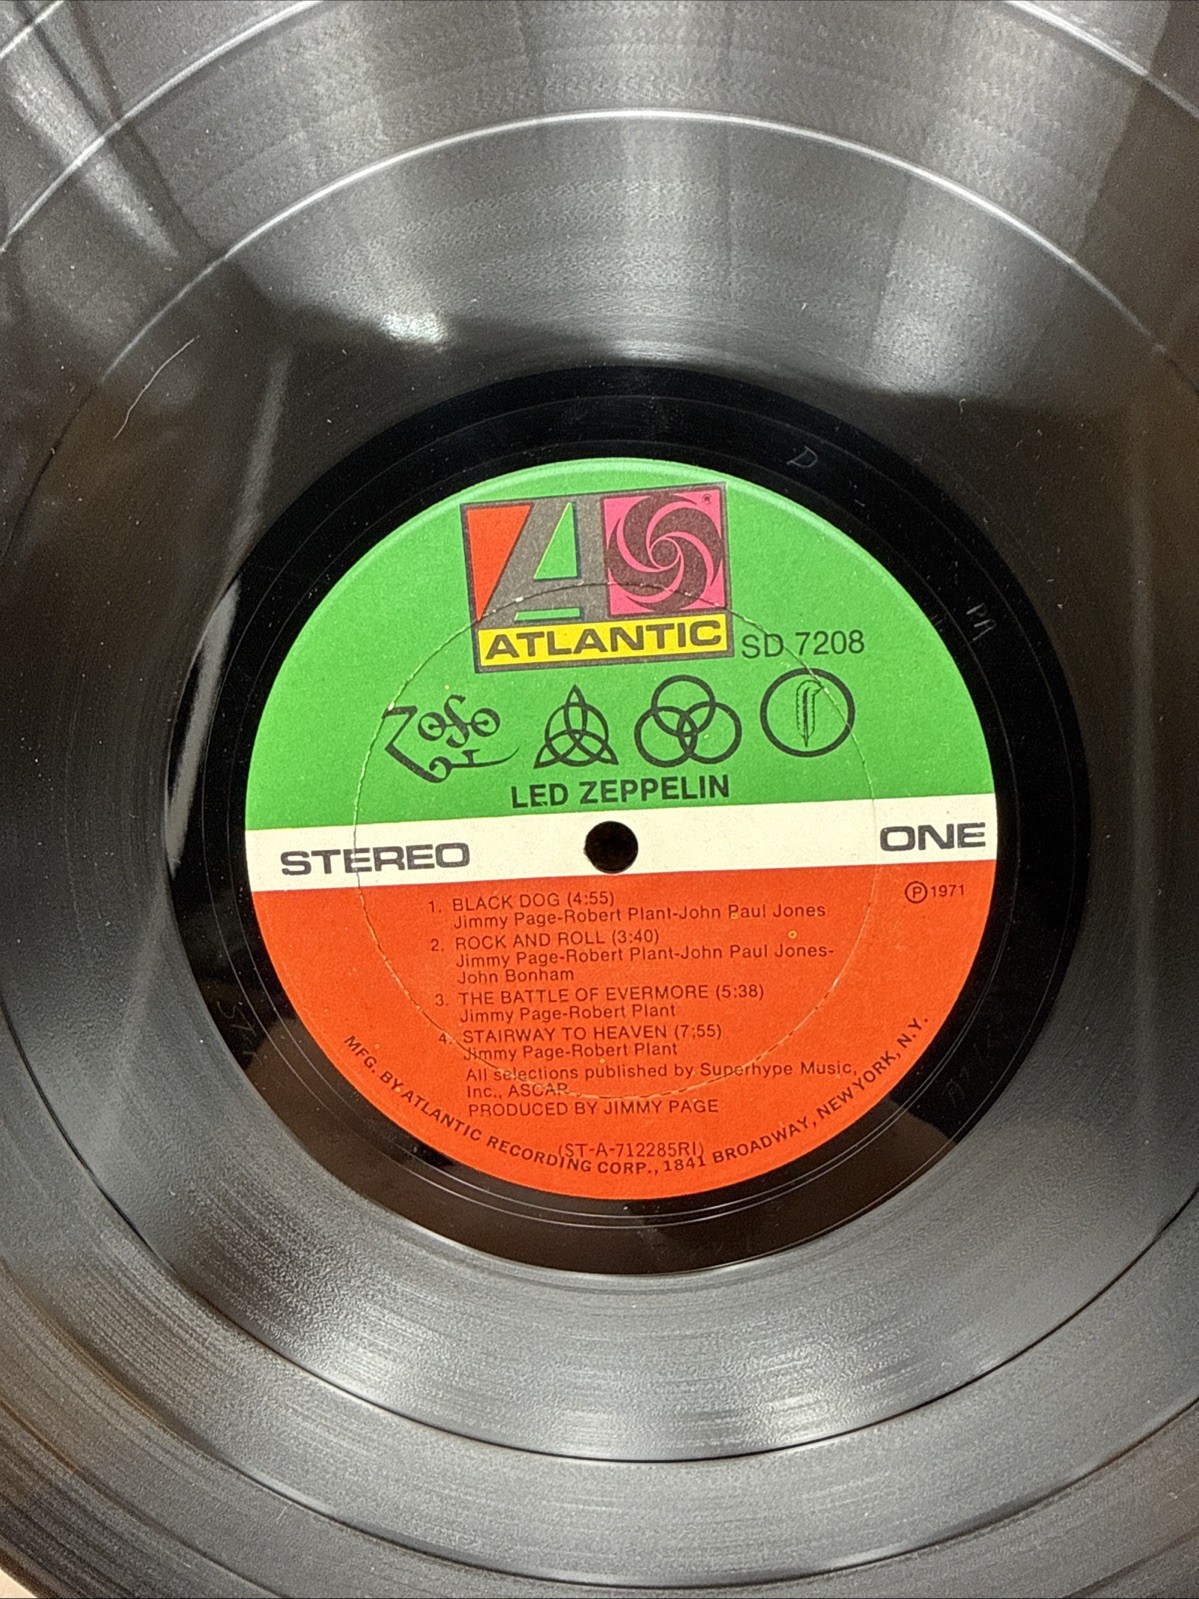 D
PR
®
ATLANTIC
SD 7208
ZoSo
LED ZEPPELIN
STEREO
ONE
℗ 1971
1. BLACK DOG (4:55)
Jimmy Page-Robert Plant-John Paul Jones
2. ROCK AND ROLL (3:40)
Jimmy Page-Robert Plant-John Paul Jones-
John Bonham
3. THE BATTLE OF EVERMORE (5:38)
Jimmy Page-Robert Plant
4. STAIRWAY TO HEAVEN (7:55)
Jimmy Page-Robert Plant
All selections published by Superhype Music,
Inc., ASCAP
PRODUCED BY JIMMY PAGE
(ST-A-712285RI)
MFG. BY ATLANTIC RECORDING CORP., 1841 BROADWAY, NEW YORK, N.Y.